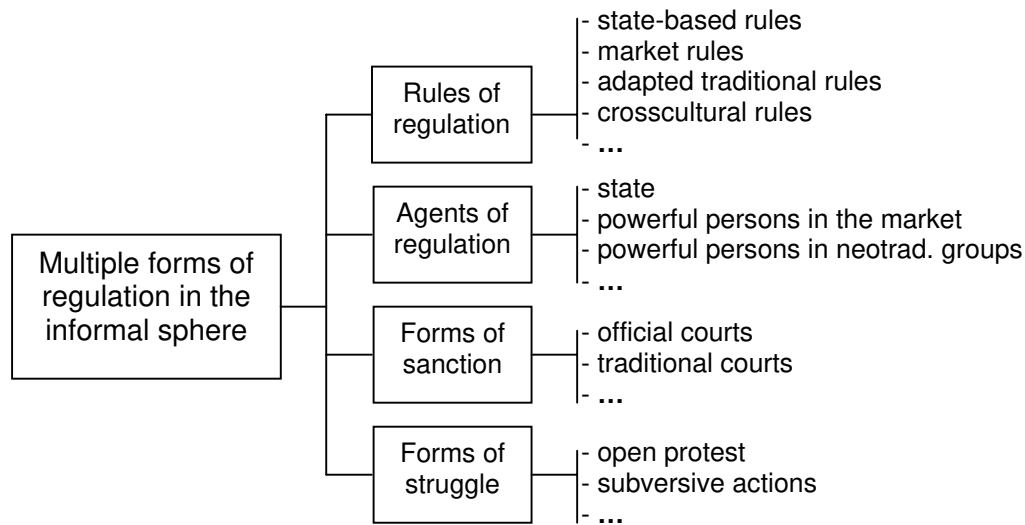 Multiple forms of
regulation in the
informal sphere
Rules of
regulation
- state-based rules
- market rules
- adapted traditional rules
- crosscultural rules
- ...
Agents of
regulation
- state
- powerful persons in the market
- powerful persons in neotrad. groups
- ...
Forms of
sanction
- official courts
- traditional courts
- ...
Forms of
struggle
- open protest
- subversive actions
- ...